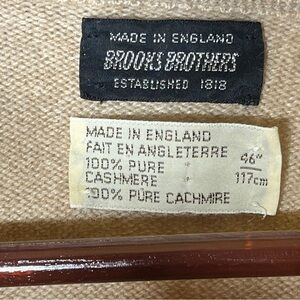 MADE IN ENGLAND
BROOKS BROTHERS
ESTABLISHED 1818
MADE IN ENGLAND
FAIT EN ANGLETERRE
100% PURE
CASHMERE
100% PURE CACHMIRE
46"
117cm